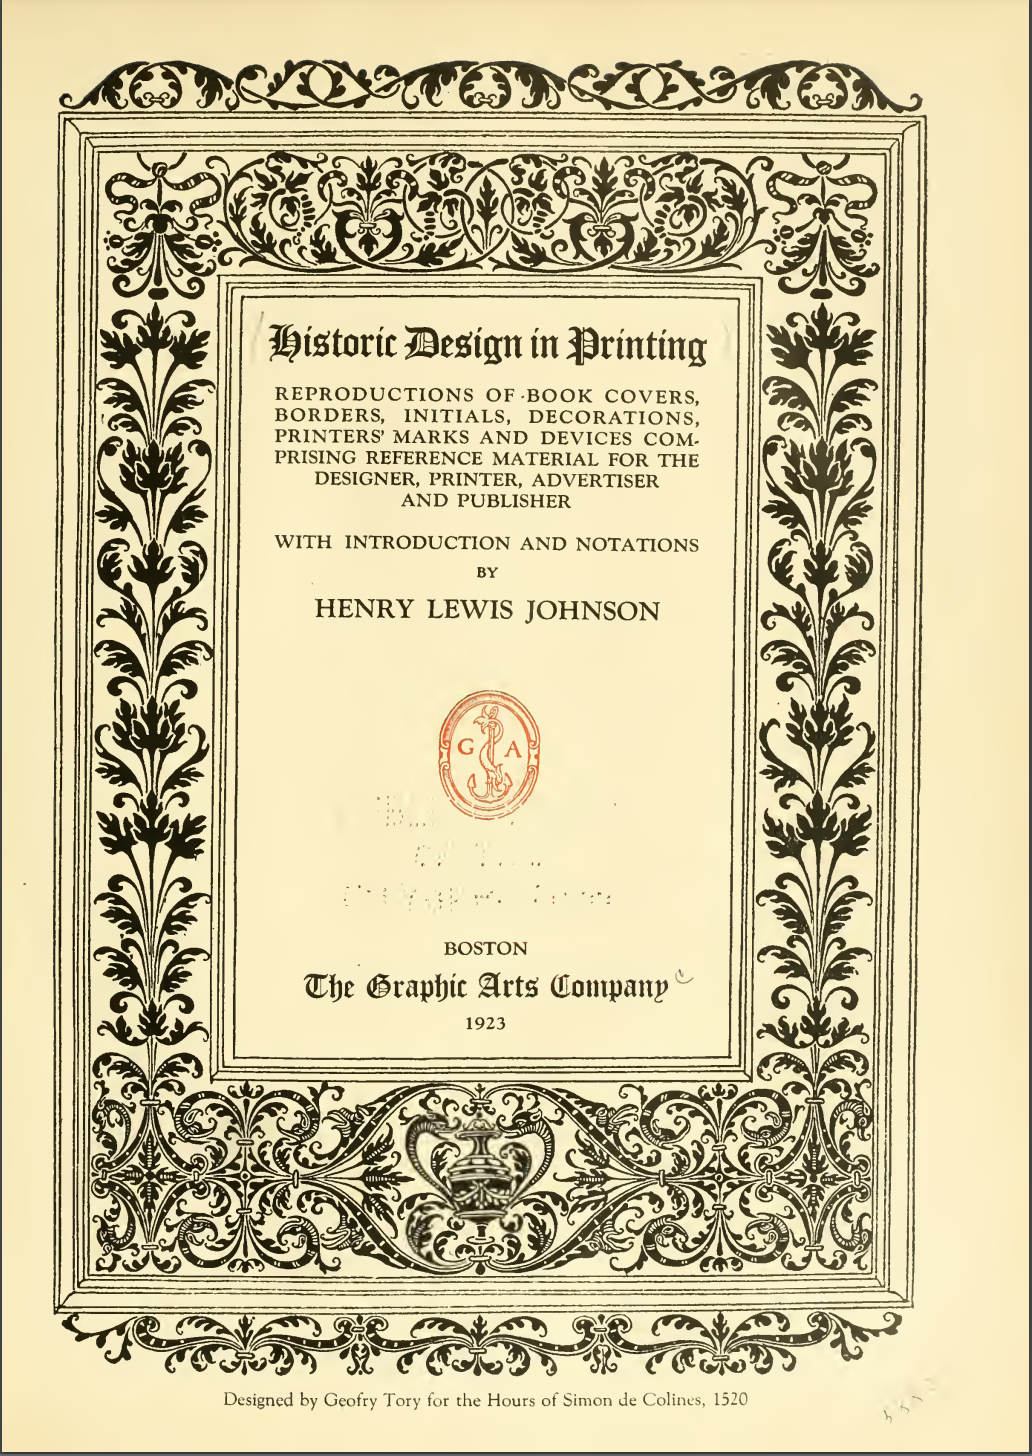 Historic Design in Printing
REPRODUCTIONS OF BOOK COVERS,
BORDERS, INITIALS, DECORATIONS,
PRINTERS' MARKS AND DEVICES COM-
PRISING REFERENCE MATERIAL FOR THE
DESIGNER, PRINTER, ADVERTISER
AND PUBLISHER
WITH INTRODUCTION AND NOTATIONS
BY
HENRY LEWIS JOHNSON
G A
BOSTON
The Graphic Arts Company
1923
Designed by Geofry Tory for the Hours of Simon de Colines, 1520